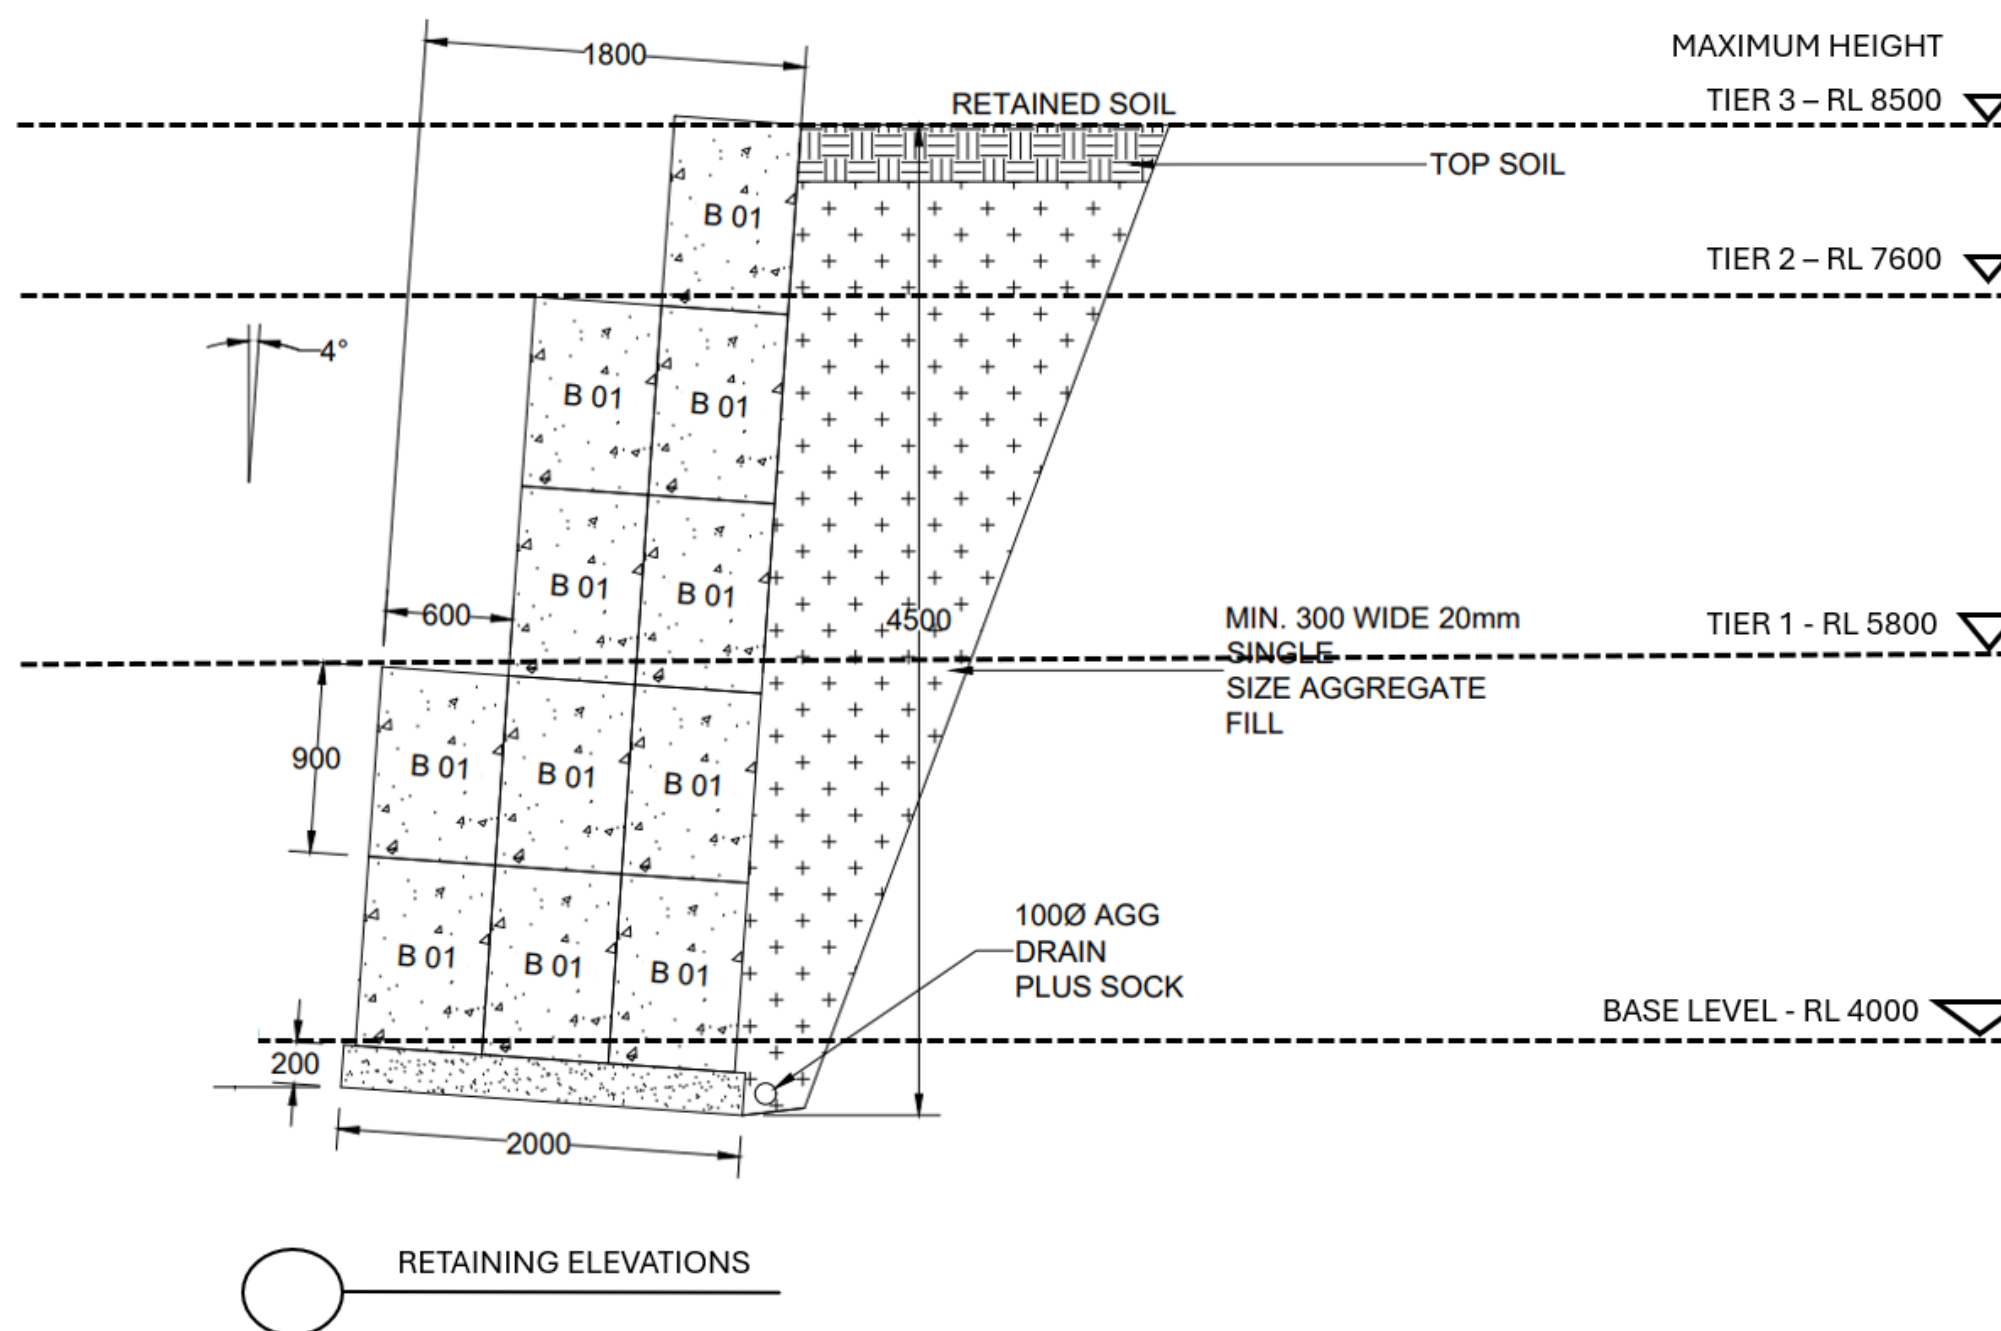 1800
MAXIMUM HEIGHT
TIER 3 – RL 8500
RETAINED SOIL
TOP SOIL
B 01
TIER 2 – RL 7600
4°
B 01
B 01
B 01
B 01
600
4500
MIN. 300 WIDE 20mm
SINGLE
SIZE AGGREGATE
FILL
TIER 1 - RL 5800
900
B 01
B 01
B 01
B 01
B 01
B 01
100Ø AGG
DRAIN
PLUS SOCK
BASE LEVEL - RL 4000
200
2000
RETAINING ELEVATIONS